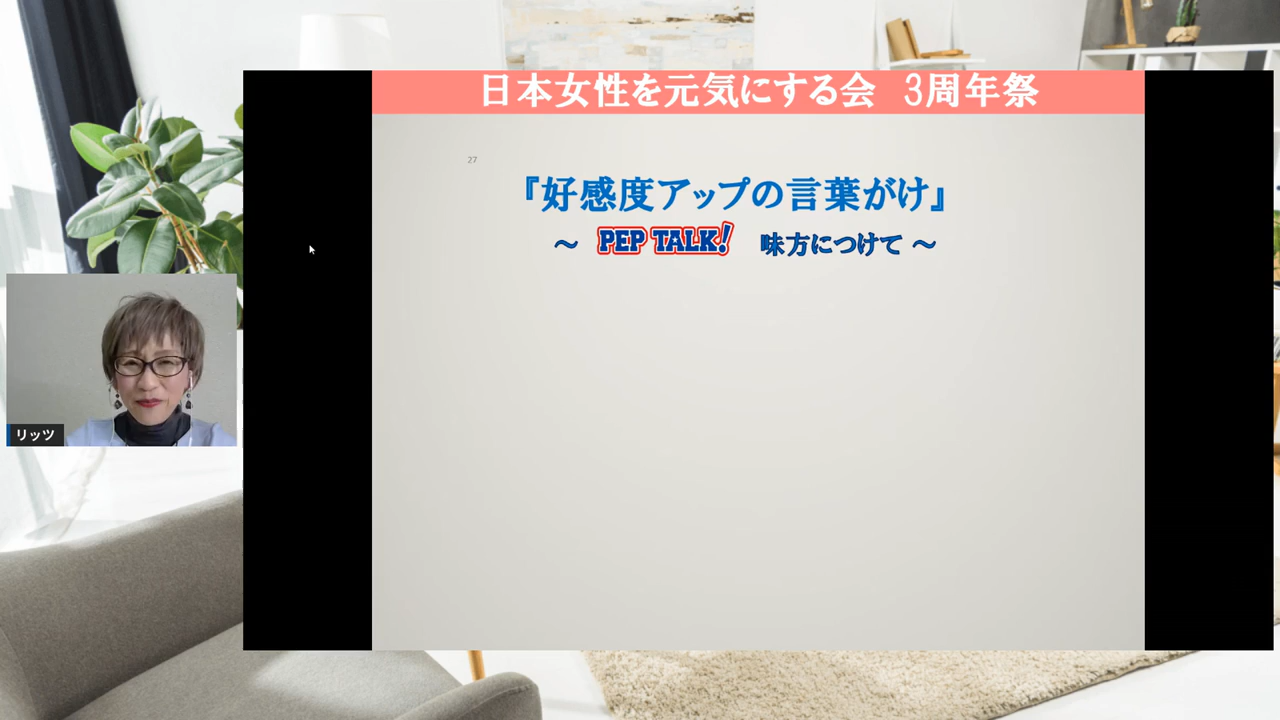 日本女性を元気にする会 3周年祭
27
『好感度アップの言葉がけ』
～ PEP TALK! 味方につけて ～
リッツ